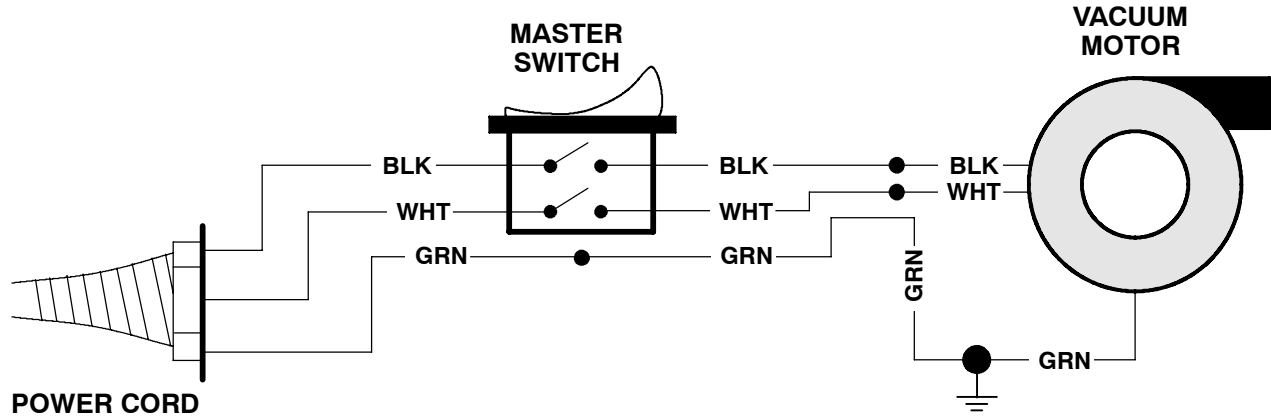 VACUUM
MOTOR
MASTER
SWITCH
BLK BLK BLK
WHT WHT WHT
GRN GRN GRN
GRN
POWER CORD